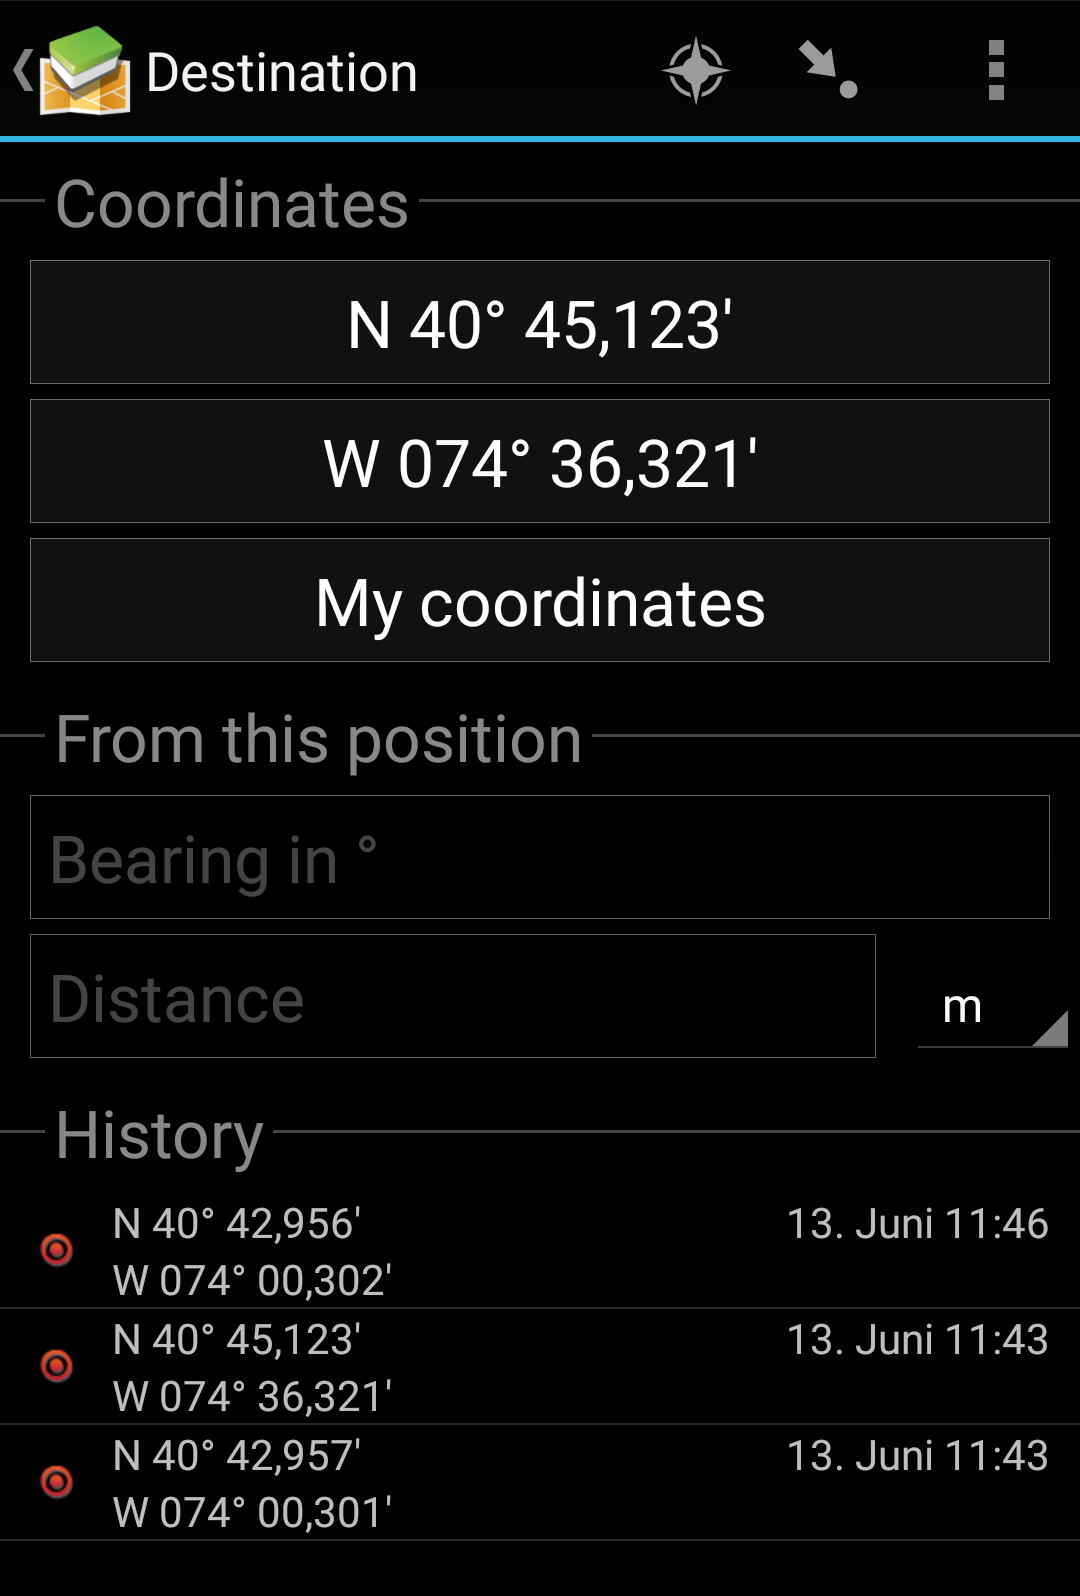 Destination
Coordinates
N 40° 45,123'
W 074° 36,321'
My coordinates
From this position
Bearing in °
Distance
m
History
N 40° 42,956'
13. Juni 11:46
W 074° 00,302'
N 40° 45,123'
13. Juni 11:43
W 074° 36,321'
N 40° 42,957'
13. Juni 11:43
W 074° 00,301'